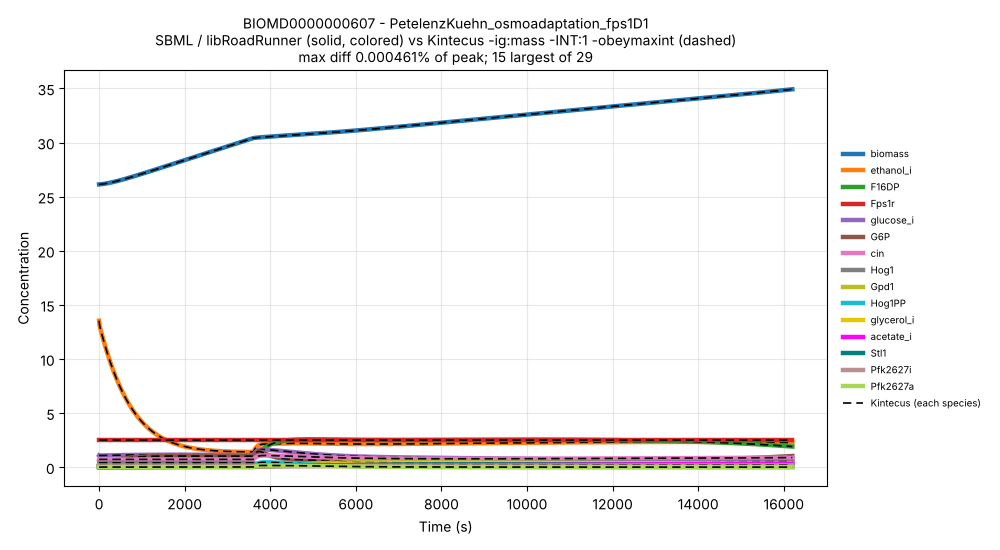 BIOMD0000000607 - PetelenzKuehn_osmoadaptation_fps1D1
SBML / libRoadRunner (solid, colored) vs Kintecus -ig:mass -INT:1 -obeymaxint (dashed)
max diff 0.000461% of peak; 15 largest of 29
Concentration
35
30
25
20
15
10
5
0
0 2000 4000 6000 8000 10000 12000 14000 16000
Time (s)
biomass
ethanol_i
F16DP
Fps1r
glucose_i
G6P
cin
Hog1
Gpd1
Hog1PP
glycerol_i
acetate_i
Stl1
Pfk2627i
Pfk2627a
Kintecus (each species)